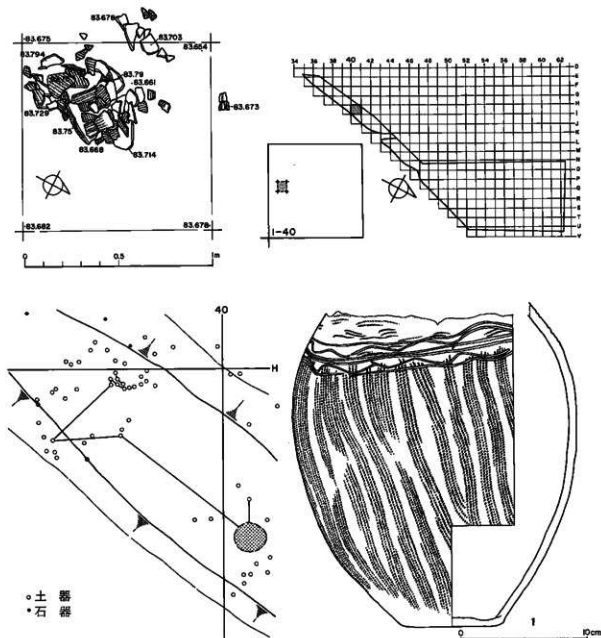 83.678
83.675
83.703
83.654
83.794
83.79
83.661
83.729
83.75
83.673
83.668
83.714
83.682
83.678
0
0.5
1m
34 36 38 40 42 44 46 48 50 52 54 56 58 60 62
D
E
F
G
H
I
J
K
L
M
N
O
P
Q
R
S
T
U
V
I-40
40
H
土器
石器
1
0
10cm